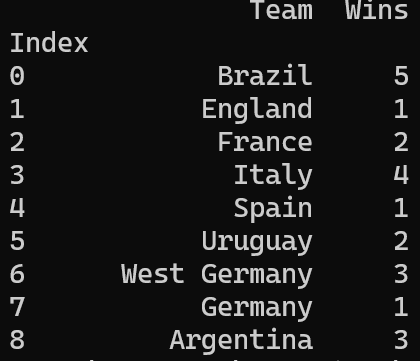 Team Wins
Index
0 Brazil 5
1 England 1
2 France 2
3 Italy 4
4 Spain 1
5 Uruguay 2
6 West Germany 3
7 Germany 1
8 Argentina 3